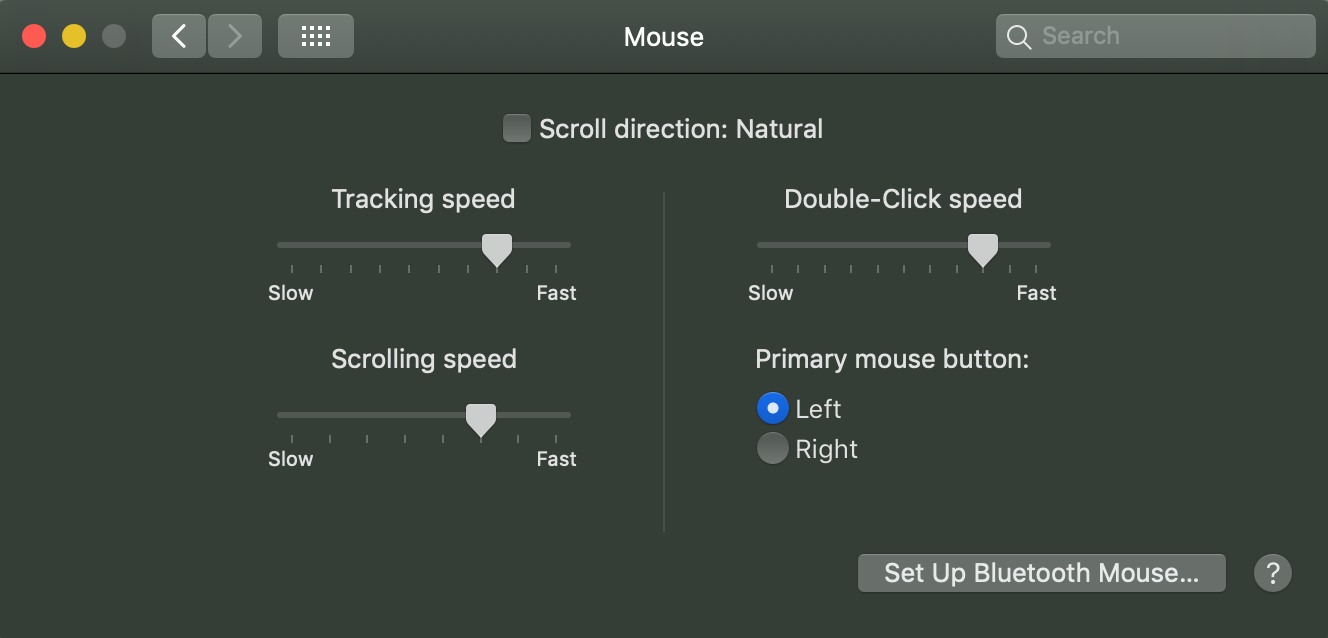 Mouse
Search
Scroll direction: Natural
Tracking speed
Slow
Fast
Scrolling speed
Slow
Fast
Double-Click speed
Slow
Fast
Primary mouse button:
Left
Right
Set Up Bluetooth Mouse...
?